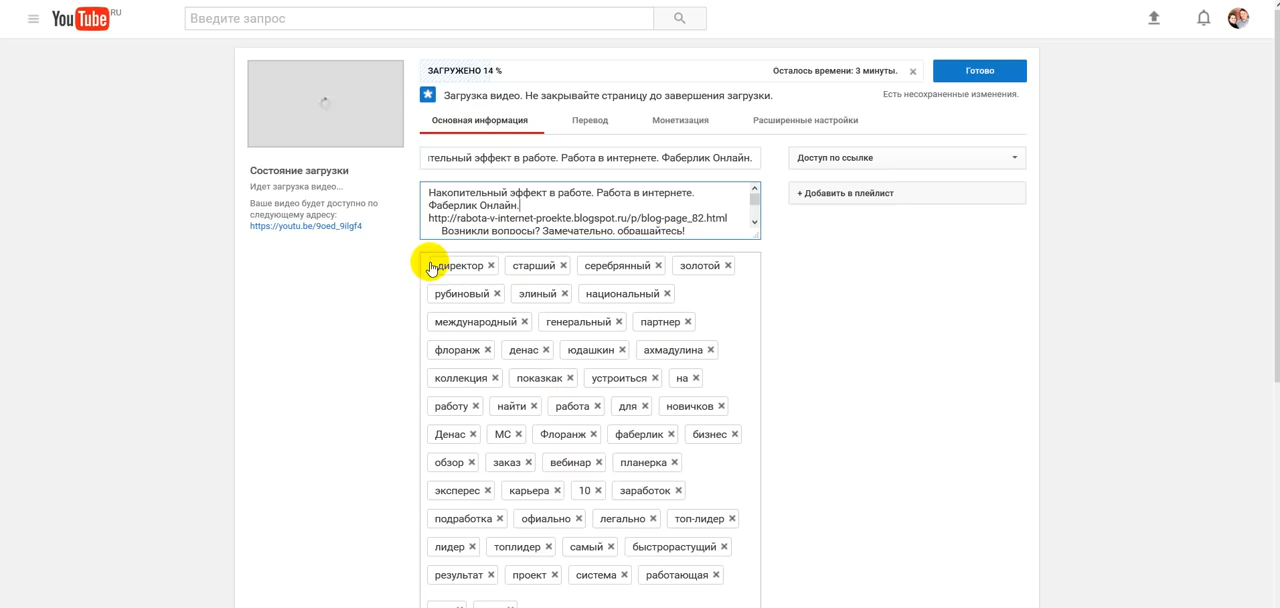 YouTube RU
Введите запрос
ЗАГРУЖЕНО 14 %
Осталось времени: 3 минуты.
Готово
Загрузка видео. Не закрывайте страницу до завершения загрузки.
Есть несохраненные изменения.
Основная информация Перевод Монетизация Расширенные настройки
тельный эффект в работе. Работа в интернете. Фаберлик Онлайн.
Доступ по ссылке
Накопительный эффект в работе. Работа в интернете.
Фаберлик Онлайн.
http://rabota-v-internet-proekte.blogspot.ru/p/blog-page_82.html
Возникли вопросы? Замечательно, обращайтесь!
+ Добавить в плейлист
Состояние загрузки
Идет загрузка видео...
Ваше видео будет доступно по
следующему адресу:
https://youtu.be/9oed_9ilgf4
директор старший серебрянный золотой
рубиновый элиный национальный
международный генеральный партнер
флоранж денас юдашкин ахмадулина
коллекция показкак устроиться на
работу найти работа для новичков
Денас МС Флоранж фаберлик бизнес
обзор заказ вебинар планерка
эксперес карьера 10 заработок
подработка офиально легально топ-лидер
лидер топлидер самый быстрорастущий
результат проект система работающая